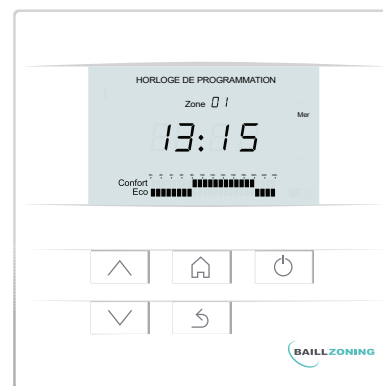 HORLOGE DE PROGRAMMATION
Zone 01
Mer
13:15
Confort
Eco
BAILLZONING